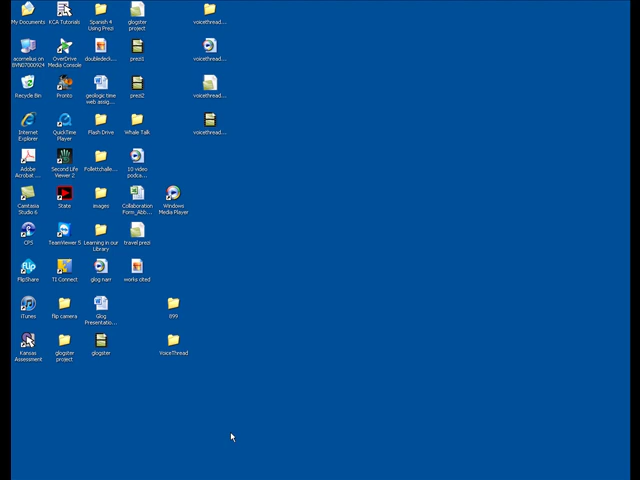 My Documents
KCA Tutorials
Spanish 4
Using Prezi
glogster
project
voicethread...
acornelius on
BVN07000924
OverDrive
Media Console
doubledeck...
prezi1
voicethread...
Recycle Bin
Pronto
geologic time
web assig...
prezi2
voicethread...
Internet
Explorer
QuickTime
Player
Flash Drive
Whale Talk
voicethread...
Adobe
Acrobat ...
Second Life
Viewer 2
Follettchalle...
10 video
podca...
Camtasia
Studio 6
State
images
Collaboration
Form_Abb...
Windows
Media Player
CPS
TeamViewer 5
Learning in our
Library
travel prezi
FlipShare
TI Connect
glog narr
works cited
iTunes
flip camera
Glog
Presentatio...
899
Kansas
Assessment
glogster
project
glogster
VoiceThread